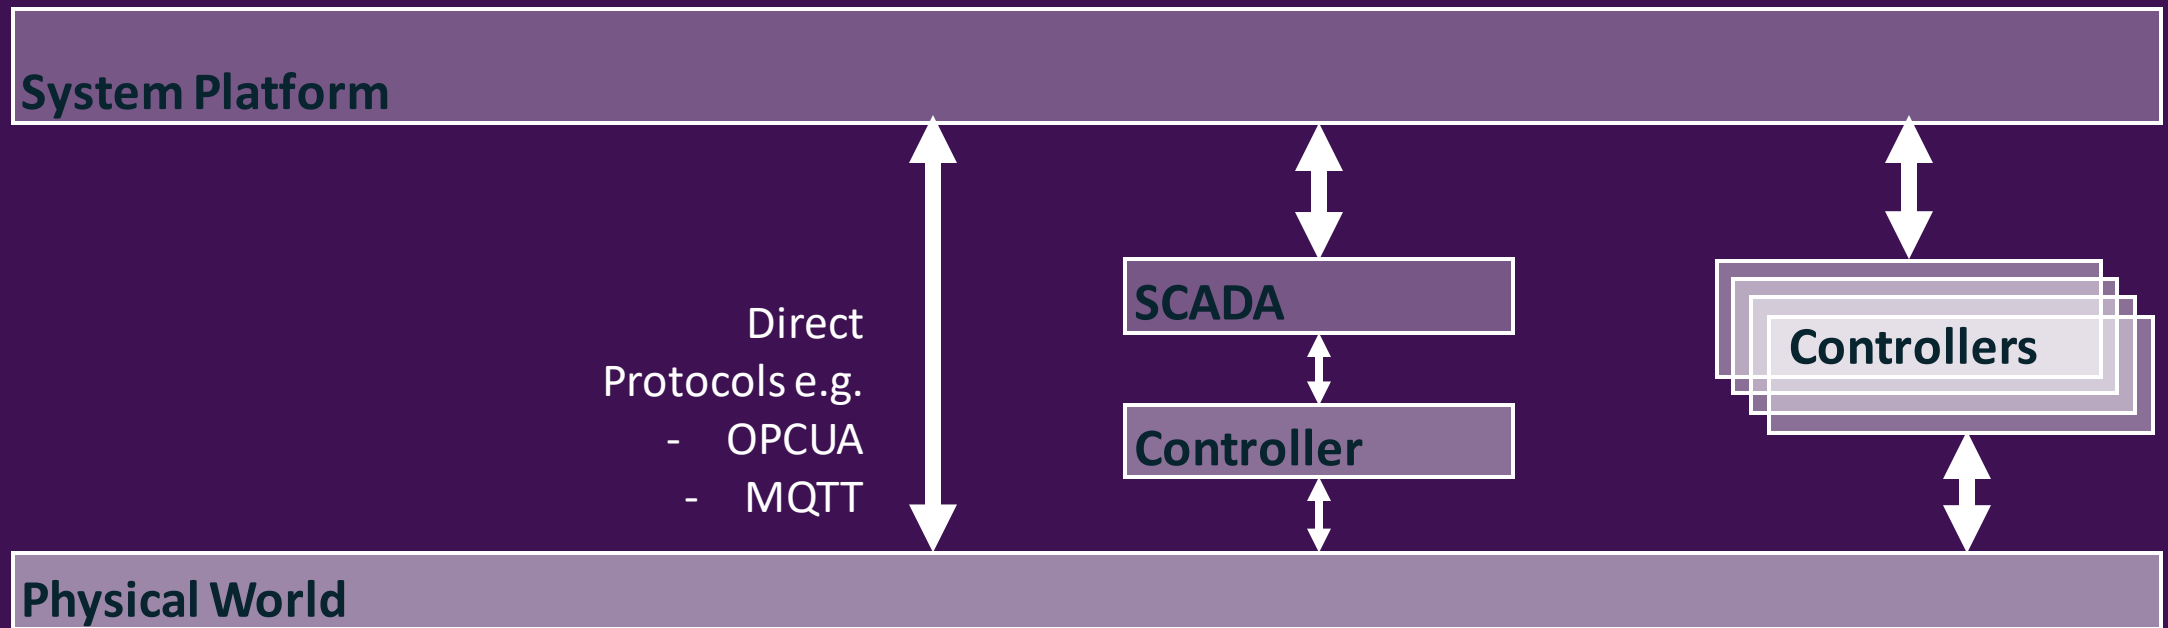 System Platform
Direct
Protocols e.g.
- OPCUA
- MQTT
SCADA
Controller
Controllers
Physical World